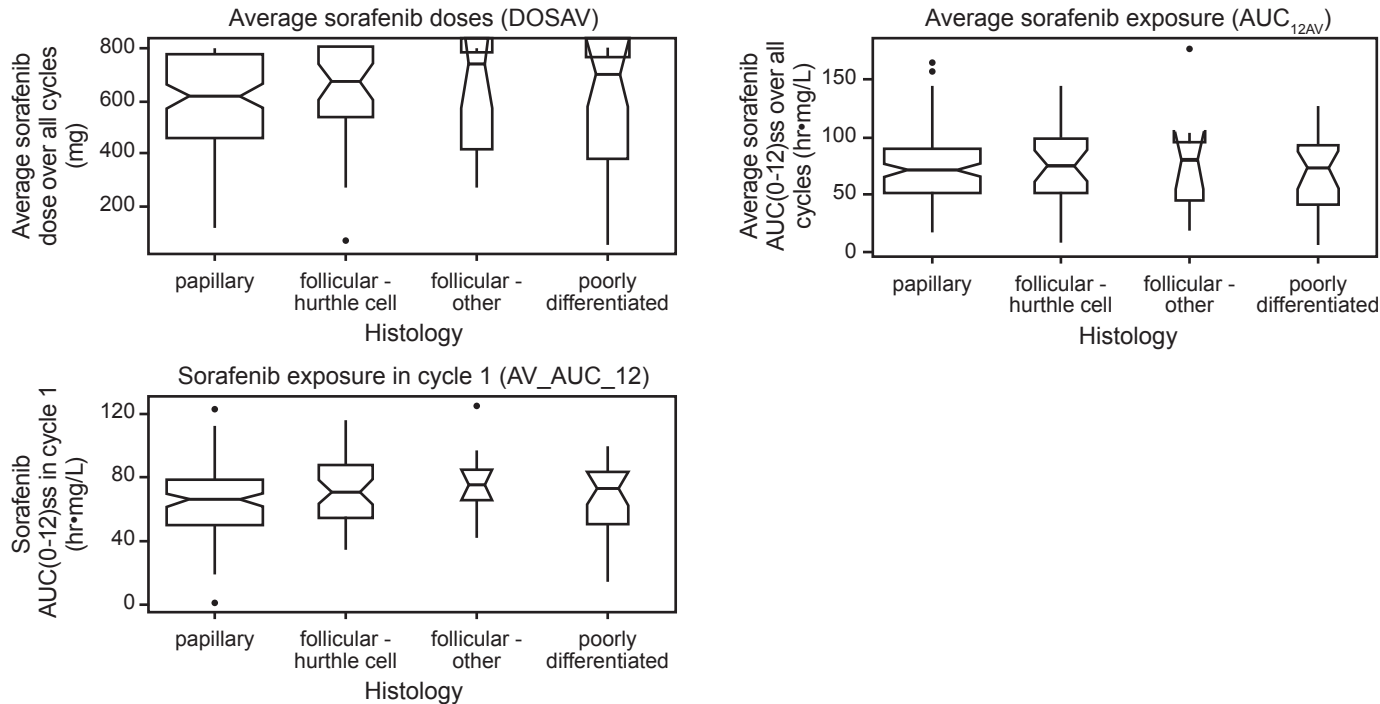 Average sorafenib doses (DOSAV)
Average sorafenib
dose over all cycles
(mg)
800
600
400
200
papillary
follicular -
hurthle cell
follicular -
other
poorly
differentiated
Histology
Average sorafenib exposure (AUC12AV)
Average sorafenib
AUC(0-12)ss over all
cycles (hr•mg/L)
150
100
50
0
papillary
follicular -
hurthle cell
follicular -
other
poorly
differentiated
Histology
Sorafenib exposure in cycle 1 (AV_AUC_12)
Sorafenib
AUC(0-12)ss in cycle 1
(hr•mg/L)
120
80
40
0
papillary
follicular -
hurthle cell
follicular -
other
poorly
differentiated
Histology